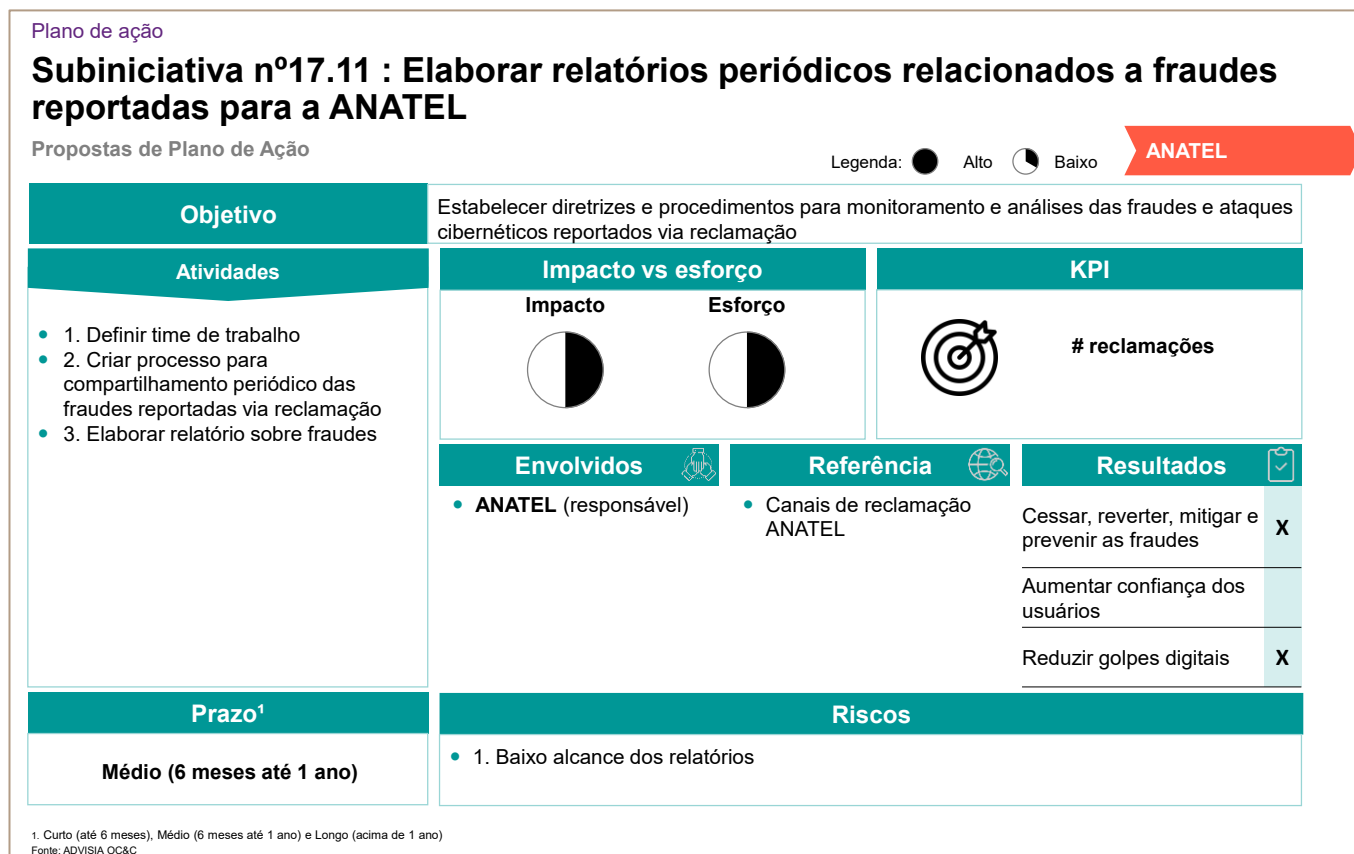 Plano de ação
Subiniciativa nº17.11 : Elaborar relatórios periódicos relacionados a fraudes
reportadas para a ANATEL
Propostas de Plano de Ação
Legenda: Alto Baixo
ANATEL
Objetivo
Estabelecer diretrizes e procedimentos para monitoramento e análises das fraudes e ataques
cibernéticos reportados via reclamação
Atividades
• 1. Definir time de trabalho
• 2. Criar processo para
compartilhamento periódico das
fraudes reportadas via reclamação
• 3. Elaborar relatório sobre fraudes
Impacto vs esforço
Impacto Esforço
KPI
# reclamações
Envolvidos
• ANATEL (responsável)
Referência
• Canais de reclamação
ANATEL
Resultados
Cessar, reverter, mitigar e
prevenir as fraudes X
Aumentar confiança dos
usuários
Reduzir golpes digitais X
Prazo¹
Médio (6 meses até 1 ano)
Riscos
• 1. Baixo alcance dos relatórios
1. Curto (até 6 meses), Médio (6 meses até 1 ano) e Longo (acima de 1 ano)
Fonte: ADVISIA OC&C